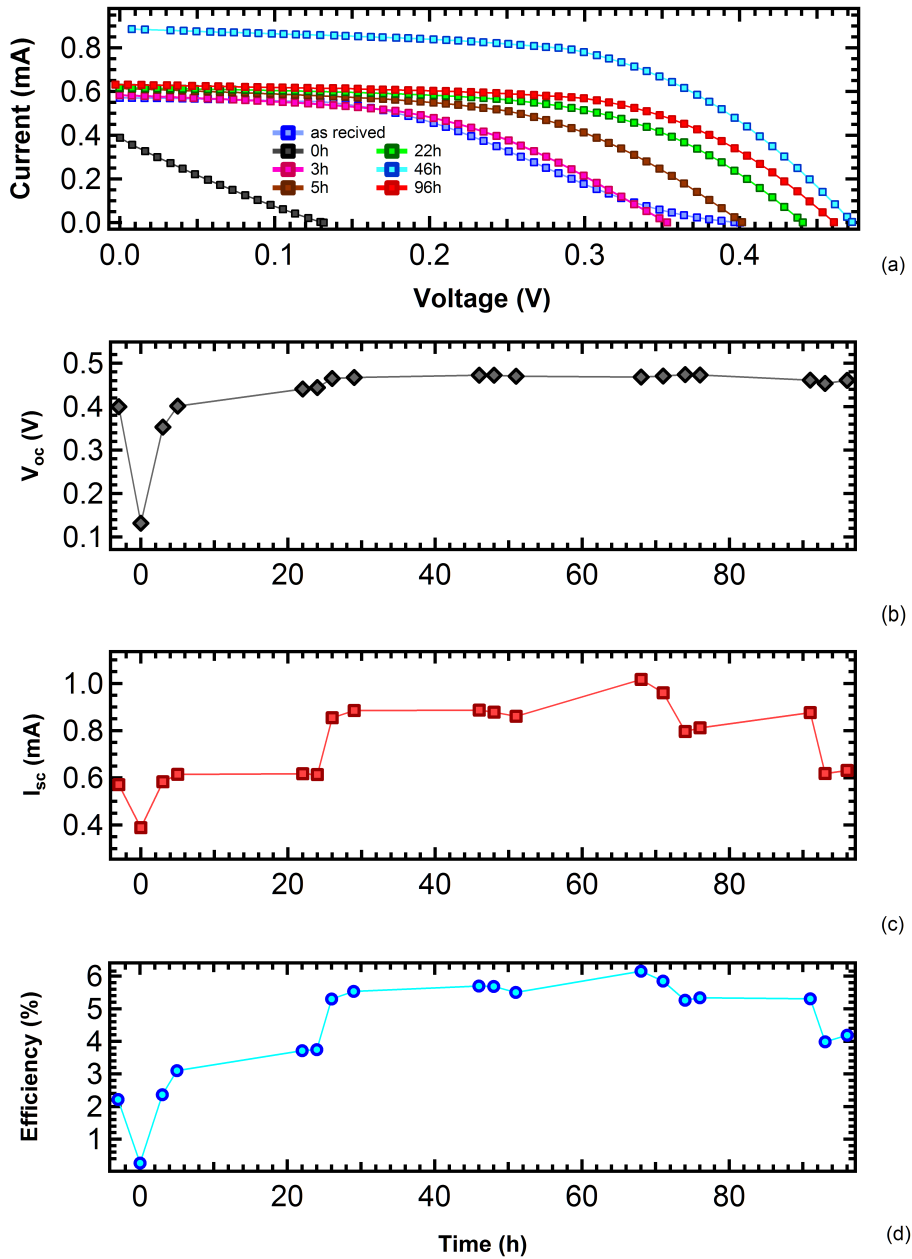 Current (mA)
0.8
0.6
0.4
0.2
0.0
as recived
0h
3h
5h
22h
46h
96h
0.0 0.1 0.2 0.3 0.4
Voltage (V)
(a)
Voc (V)
0.5
0.4
0.3
0.2
0.1
0 20 40 60 80
(b)
Isc (mA)
1.0
0.8
0.6
0.4
0 20 40 60 80
(c)
Efficiency (%)
6
5
4
3
2
1
0 20 40 60 80
Time (h)
(d)